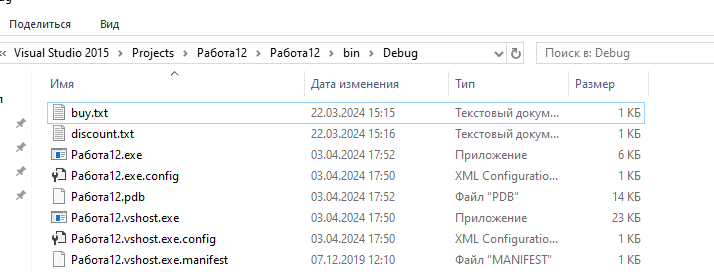 Поделиться Вид
« Visual Studio 2015 > Projects > Работа12 > Работа12 > bin > Debug Поиск в: Debug
Имя Дата изменения Тип Размер
buy.txt 22.03.2024 15:15 Текстовый докум... 1 КБ
discount.txt 22.03.2024 15:16 Текстовый докум... 1 КБ
Работа12.exe 03.04.2024 17:52 Приложение 6 КБ
Работа12.exe.config 03.04.2024 17:50 XML Configuratio... 1 КБ
Работа12.pdb 03.04.2024 17:52 Файл "PDB" 14 КБ
Работа12.vshost.exe 03.04.2024 17:50 Приложение 23 КБ
Работа12.vshost.exe.config 03.04.2024 17:50 XML Configuratio... 1 КБ
Работа12.vshost.exe.manifest 07.12.2019 12:10 Файл "MANIFEST" 1 КБ